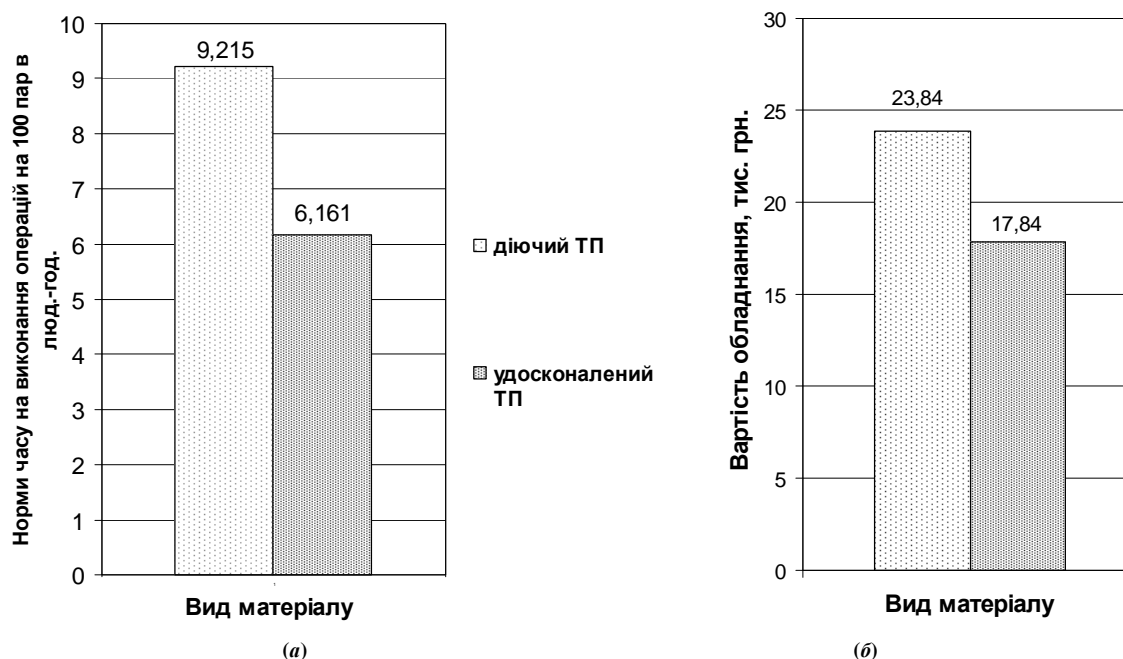 Норми часу на виконання операцій на 100 пар в
люд.-год.
10
9
8
7
6
5
4
3
2
1
0
9,215
6,161
Вид матеріалу
(а)
діючий ТП
удосконалений
ТП
Вартість обладнання, тис. грн.
30
25
20
15
10
5
0
23,84
17,84
Вид матеріалу
(б)